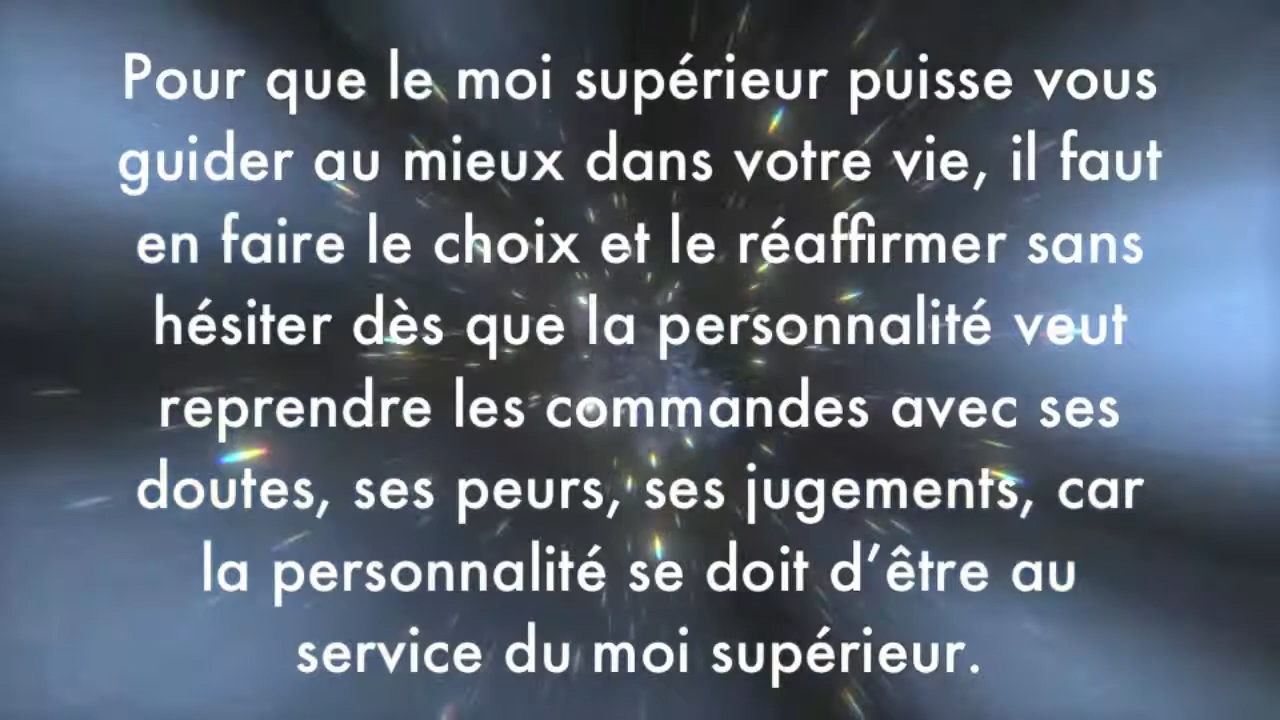 Pour que le moi supérieur puisse vous
guider au mieux dans votre vie, il faut
en faire le choix et le réaffirmer sans
hésiter dès que la personnalité veut
reprendre les commandes avec ses
doutes, ses peurs, ses jugements, car
la personnalité se doit d’être au
service du moi supérieur.